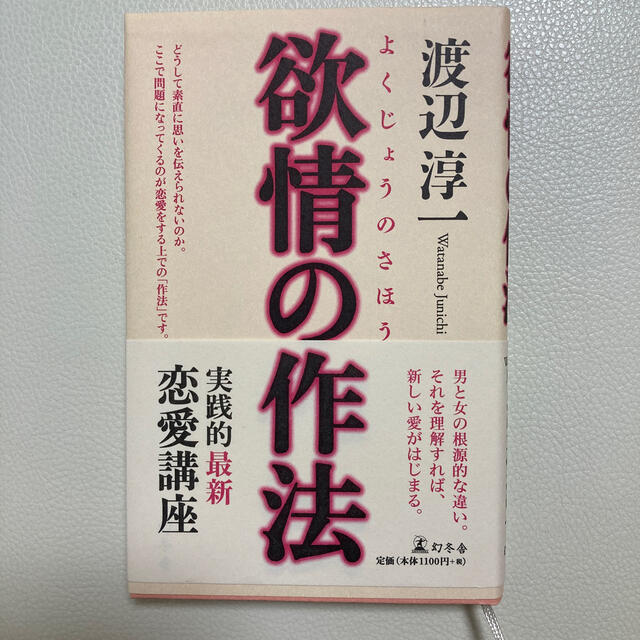 渡辺淳一
Watanabe Junichi
よくじょうのさほう
欲情の作法
どうして素直に思いを伝えられないのか。
ここで問題になってくるのが恋愛をする上での「作法」です。
男と女の根源的な違い。
それを理解すれば、
新しい愛がはじまる。
実践的最新
恋愛講座
幻冬舎
定価(本体1100円+税)